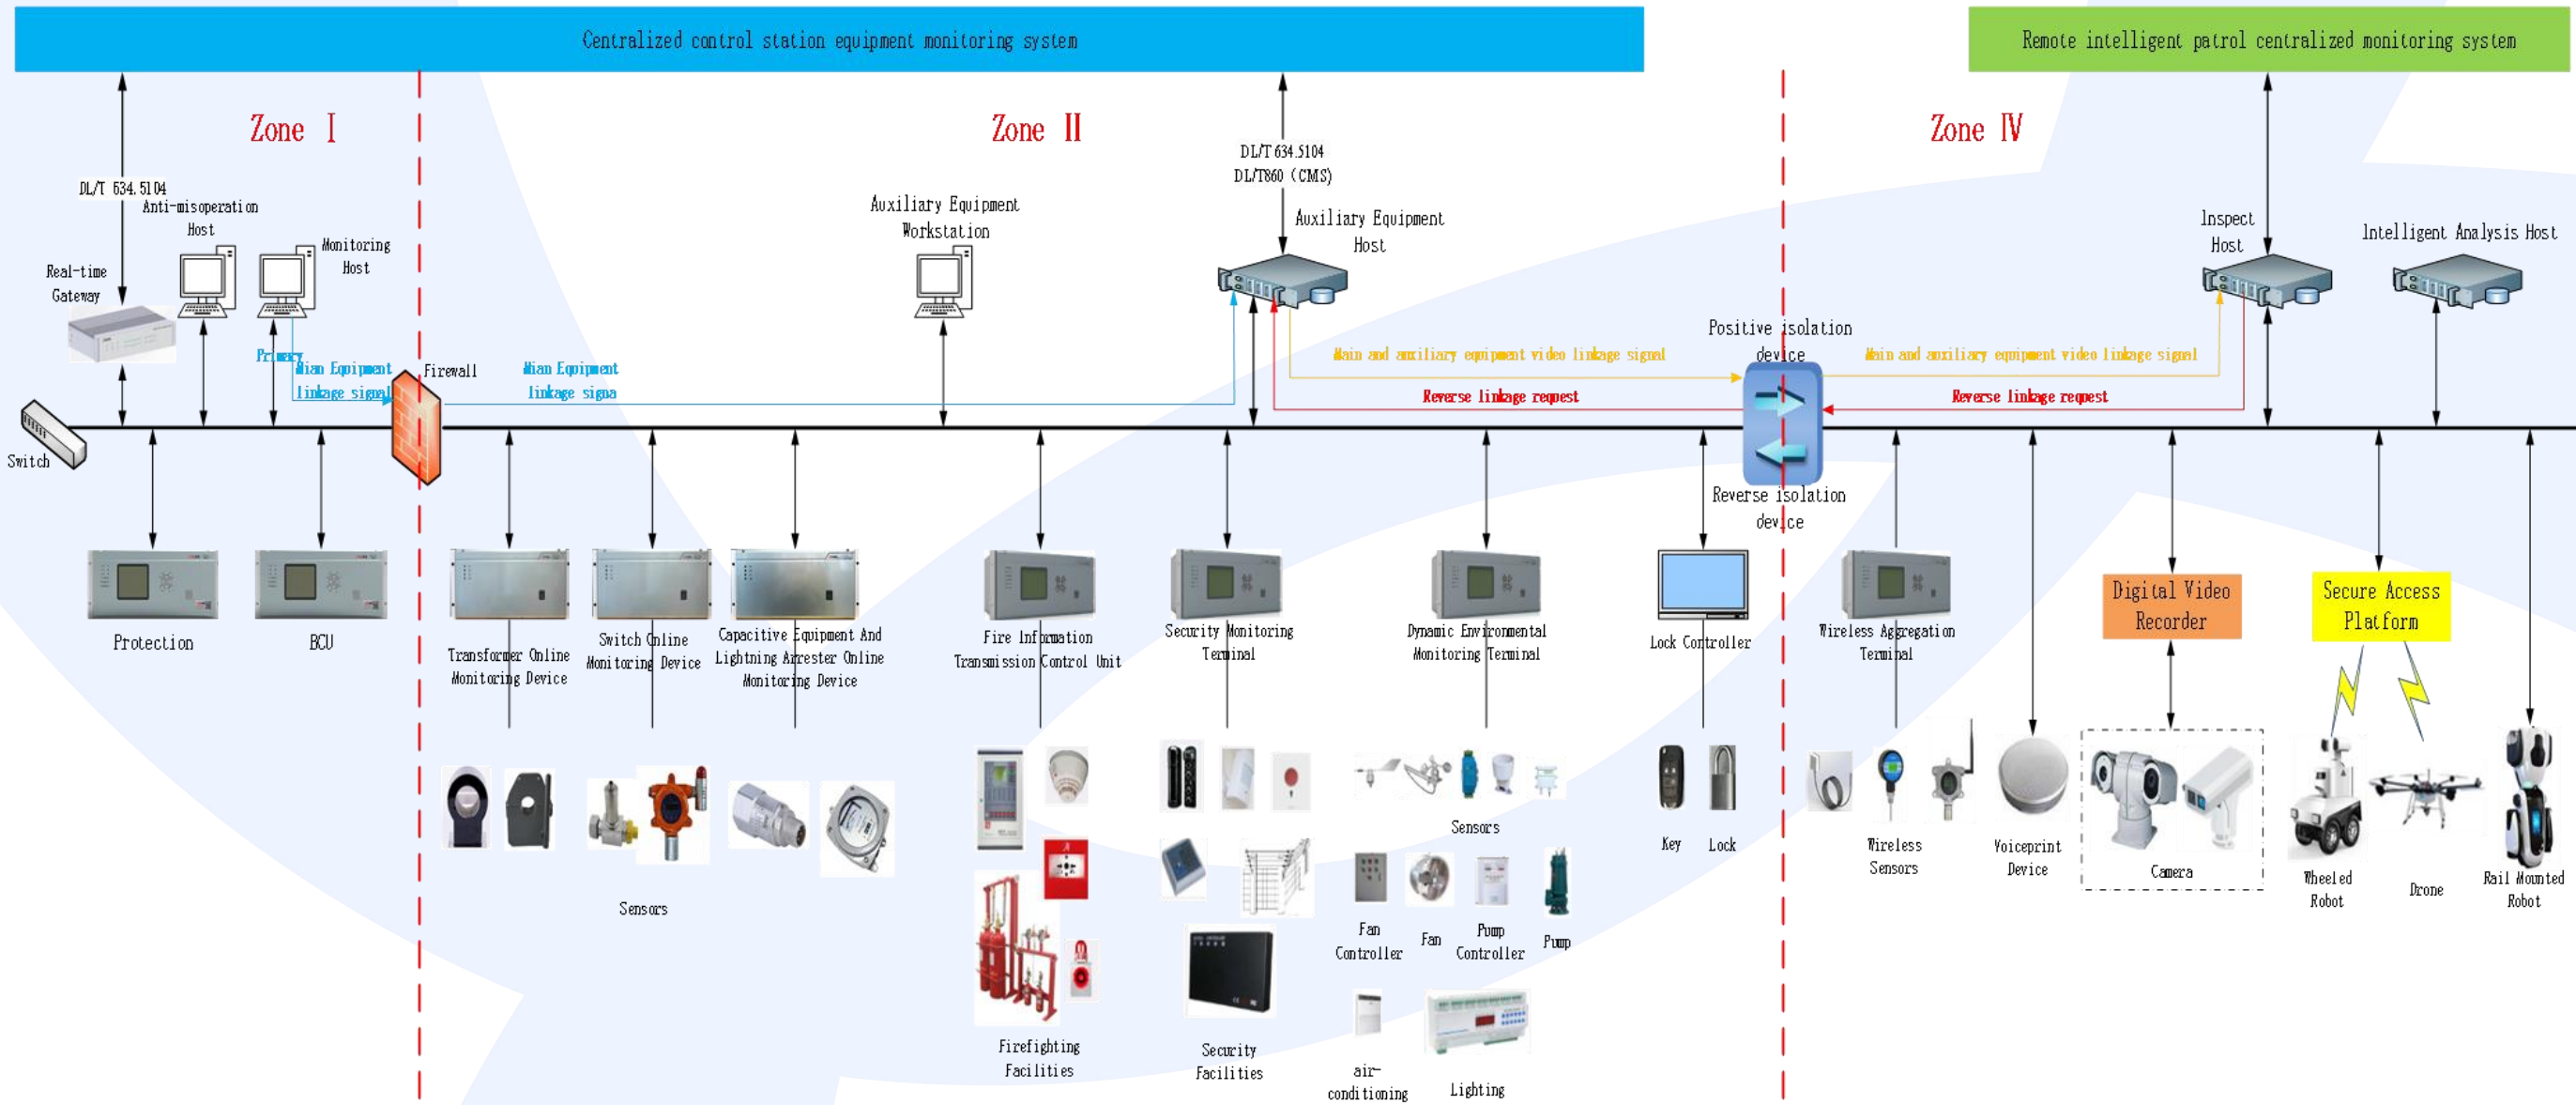 Centralized control station equipment monitoring system
Remote intelligent patrol centralized monitoring system
Zone Ⅰ
Zone Ⅱ
Zone Ⅳ
DL/T 634.5104
Anti-misoperation
Host
Monitoring
Host
Real-time
Gateway
Primary
Mian Equipment
linkage signal
Firewall
Mian Equipment
linkage signa
Switch
Auxiliary Equipment
Workstation
DL/T 634.5104
DL/T860 (CMS)
Auxiliary Equipment
Host
Main and auxiliary equipment video linkage signal
Reverse linkage request
Positive isolation
device
Reverse isolation
device
Main and auxiliary equipment video linkage signal
Reverse linkage request
Inspect
Host
Intelligent Analysis Host
Protection
BCU
Transformer Online
Monitoring Device
Switch Online
Monitoring Device
Capacitive Equipment And
Lightning Arrester Online
Monitoring Device
Fire Information
Transmission Control Unit
Security Monitoring
Terminal
Dynamic Environmental
Monitoring Terminal
Lock Controller
Wireless Aggregation
Terminal
Digital Video
Recorder
Secure Access
Platform
Sensors
Firefighting
Facilities
Security
Facilities
Sensors
Fan
Controller
Fan
Pump
Controller
Pump
air-
conditioning
Lighting
Key
Lock
Wireless
Sensors
Voiceprint
Device
Camera
Wheeled
Robot
Drone
Rail Mounted
Robot